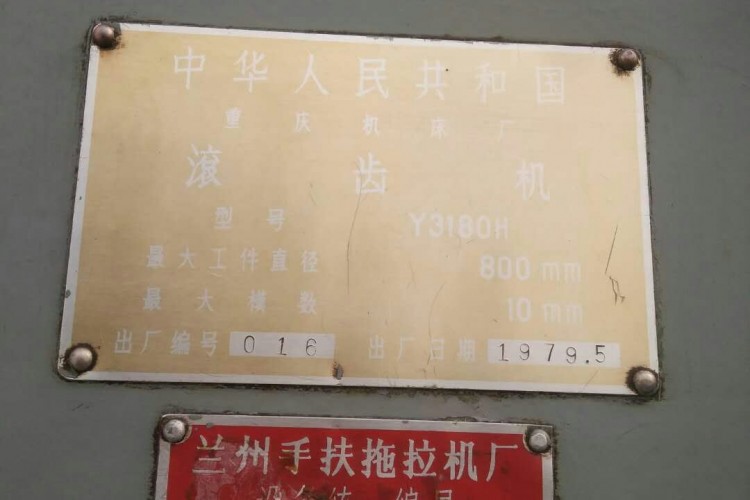 中华人民共和国
重庆机床厂
滚齿机
型号 Y3180H
最大工件直径 800 mm
最大模数 10 mm
出厂编号 016 出厂日期 1979.5
兰州手扶拖拉机厂